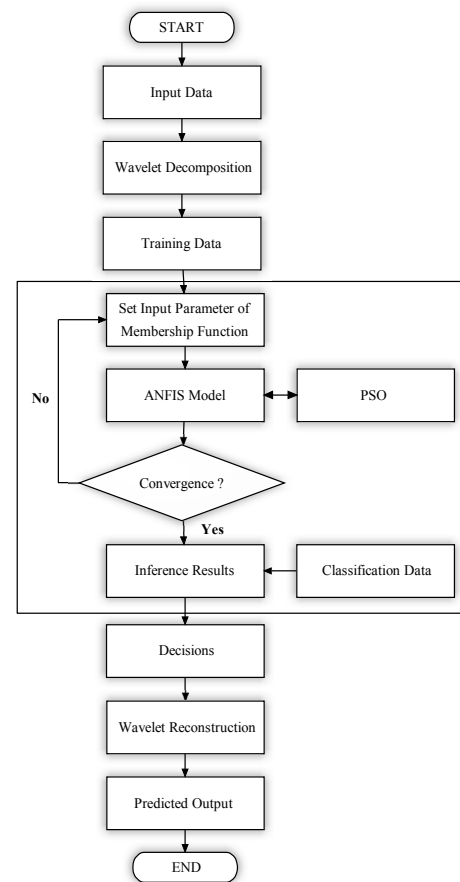 START
Input Data
Wavelet Decomposition
Training Data
Set Input Parameter of
Membership Function
No
ANFIS Model
PSO
Convergence ?
Yes
Inference Results
Classification Data
Decisions
Wavelet Reconstruction
Predicted Output
END